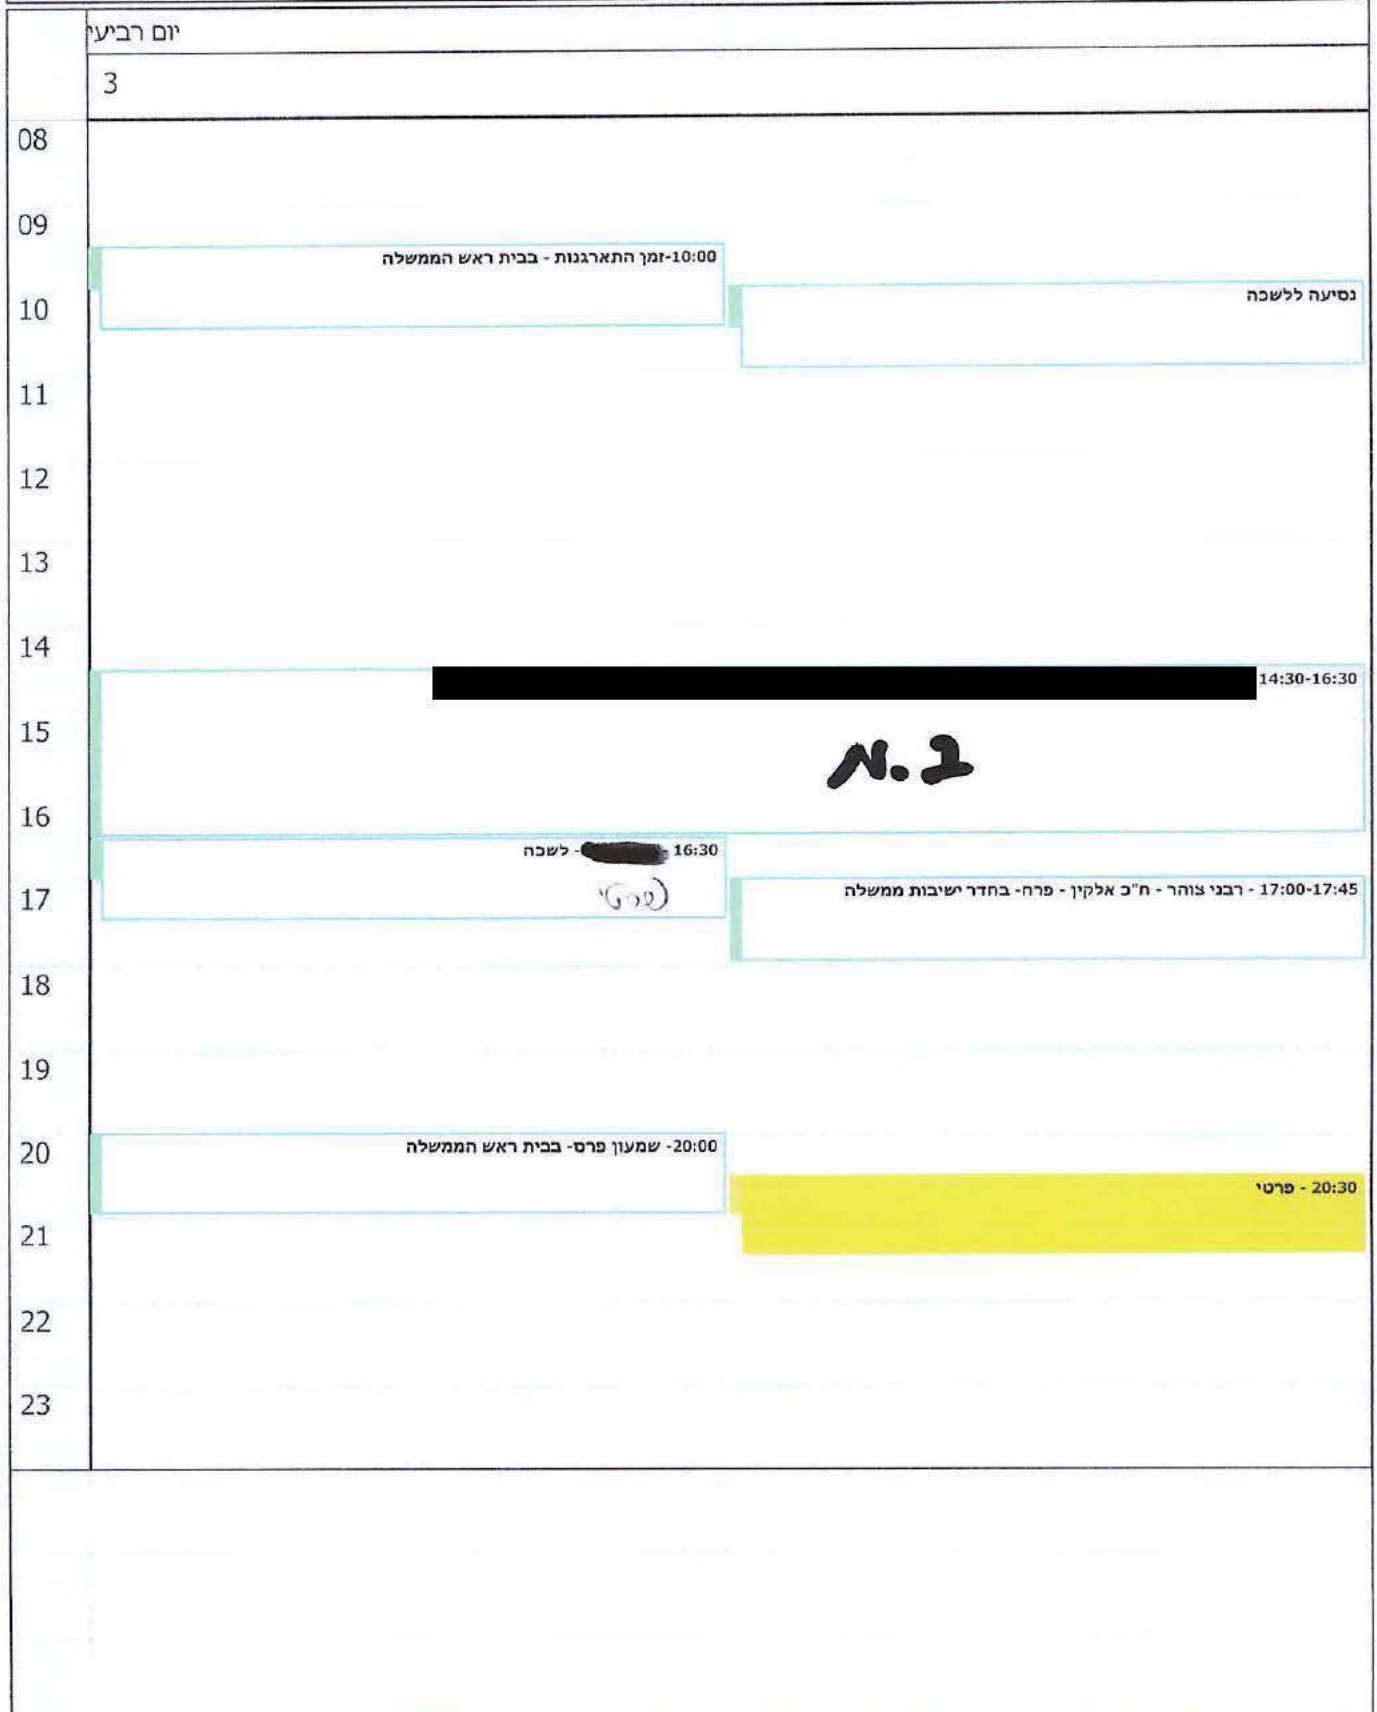 יום רביעי
3
08
09
10:00-זמן התארגנות - בבית ראש הממשלה
נסיעה ללשכה
10
11
12
13
14
14:30-16:30
15
ב.מ
16
16:30 - - לשכה
פרטי
17:00-17:45 - רבני צוהר - ח"כ אלקין - פרח- בחדר ישיבות ממשלה
17
18
19
20:00- שמעון פרס- בבית ראש הממשלה
20
20:30 - פרטי
21
22
23